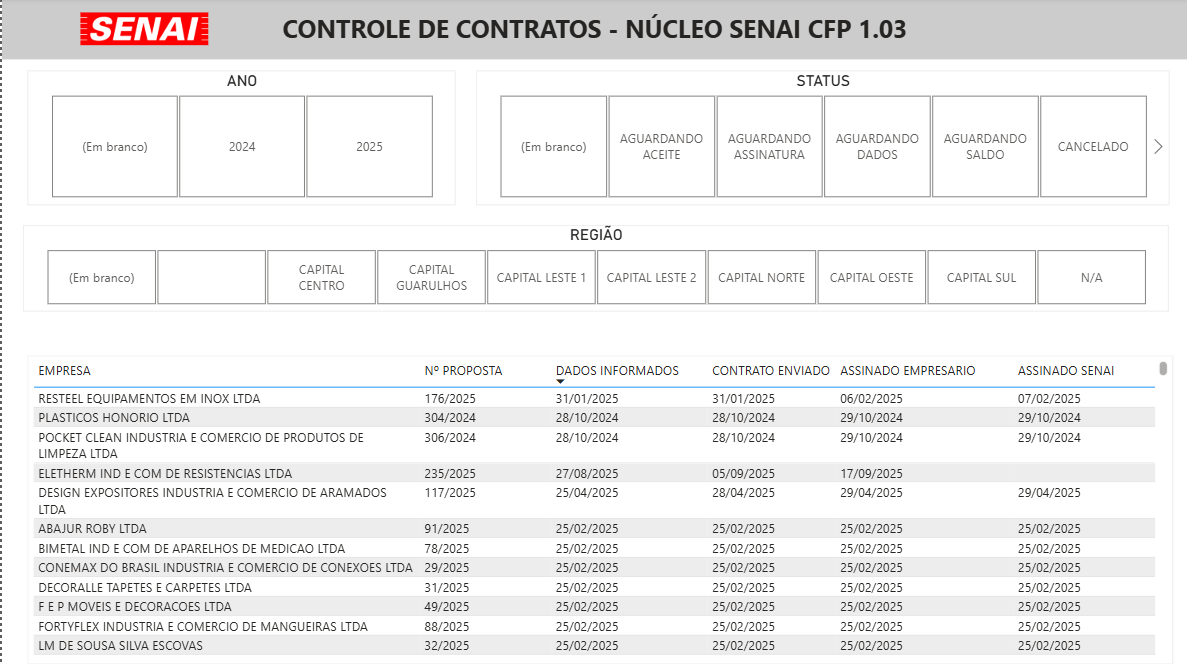 SENAI
CONTROLE DE CONTRATOS - NÚCLEO SENAI CFP 1.03
ANO
(Em branco)
2024
2025
STATUS
(Em branco)
AGUARDANDO
ACEITE
AGUARDANDO
ASSINATURA
AGUARDANDO
DADOS
AGUARDANDO
SALDO
CANCELADO
REGIÃO
(Em branco)
CAPITAL
CENTRO
CAPITAL
GUARULHOS
CAPITAL LESTE 1
CAPITAL LESTE 2
CAPITAL NORTE
CAPITAL OESTE
CAPITAL SUL
N/A
EMPRESA Nº PROPOSTA DADOS INFORMADOS CONTRATO ENVIADO ASSINADO EMPRESARIO ASSINADO SENAI
RESTEEL EQUIPAMENTOS EM INOX LTDA 176/2025 31/01/2025 31/01/2025 06/02/2025 07/02/2025
PLASTICOS HONORIO LTDA 304/2024 28/10/2024 28/10/2024 29/10/2024 29/10/2024
POCKET CLEAN INDUSTRIA E COMERCIO DE PRODUTOS DE 306/2024 28/10/2024 28/10/2024 29/10/2024 29/10/2024
LIMPEZA LTDA
ELETHERM IND E COM DE RESISTENCIAS LTDA 235/2025 27/08/2025 05/09/2025 17/09/2025
DESIGN EXPOSITORES INDUSTRIA E COMERCIO DE ARAMADOS 117/2025 25/04/2025 28/04/2025 29/04/2025 29/04/2025
LTDA
ABAJUR ROBY LTDA 91/2025 25/02/2025 25/02/2025 25/02/2025 25/02/2025
BIMETAL IND E COM DE APARELHOS DE MEDICAO LTDA 78/2025 25/02/2025 25/02/2025 25/02/2025 25/02/2025
CONEMAX DO BRASIL INDUSTRIA E COMERCIO DE CONEXOES LTDA 29/2025 25/02/2025 25/02/2025 25/02/2025 25/02/2025
DECORALLE TAPETES E CARPETES LTDA 31/2025 25/02/2025 25/02/2025 25/02/2025 25/02/2025
F E P MOVEIS E DECORACOES LTDA 49/2025 25/02/2025 25/02/2025 25/02/2025 25/02/2025
FORTYFLEX INDUSTRIA E COMERCIO DE MANGUEIRAS LTDA 88/2025 25/02/2025 25/02/2025 25/02/2025 25/02/2025
LM DE SOUSA SILVA ESCOVAS 32/2025 25/02/2025 25/02/2025 25/02/2025 25/02/2025